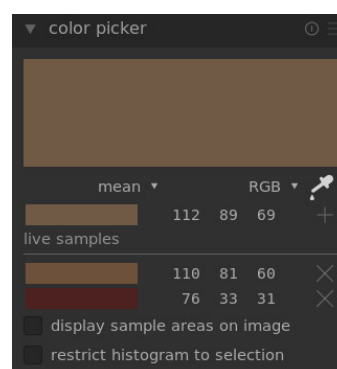 color picker
mean RGB
112 89 69
live samples
110 81 60
76 33 31
display sample areas on image
restrict histogram to selection